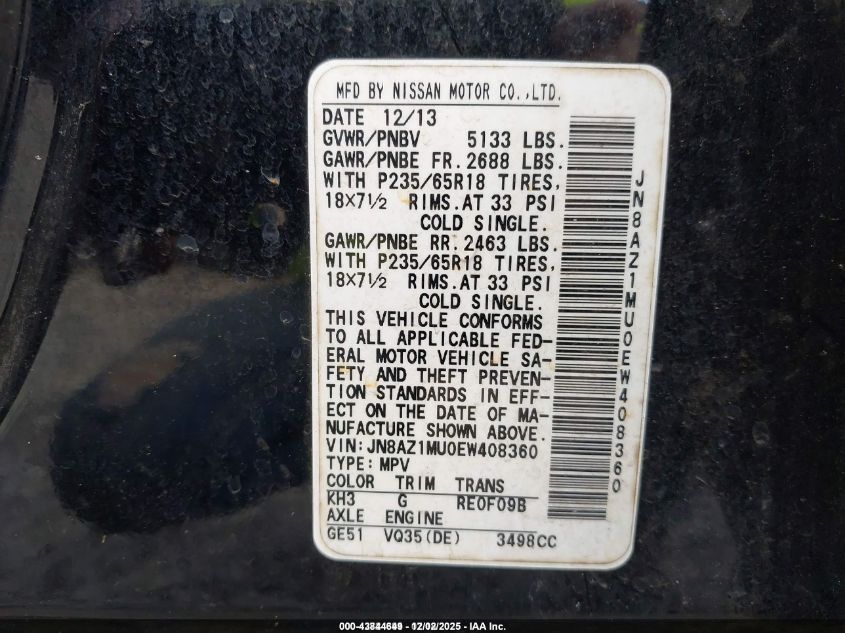 MFD BY NISSAN MOTOR CO.,LTD.
DATE 12/13
GVWR/PNBV 5133 LBS.
GAWR/PNBE FR. 2688 LBS.
WITH P235/65R18 TIRES,
18X7½ RIMS. AT 33 PSI
COLD SINGLE.
GAWR/PNBE RR. 2463 LBS.
WITH P235/65R18 TIRES,
18X7½ RIMS. AT 33 PSI
COLD SINGLE.
THIS VEHICLE CONFORMS
TO ALL APPLICABLE FED-
ERAL MOTOR VEHICLE SA-
FETY AND THEFT PREVEN-
TION STANDARDS IN EFF-
ECT ON THE DATE OF MA-
NUFACTURE SHOWN ABOVE.
VIN: JN8AZ1MU0EW408360
TYPE: MPV
COLOR TRIM TRANS
KH3 G RE0F09B
AXLE ENGINE
GE51 VQ35(DE) 3498CC
JN8AZ1MU0EW408360
- IAA Inc.